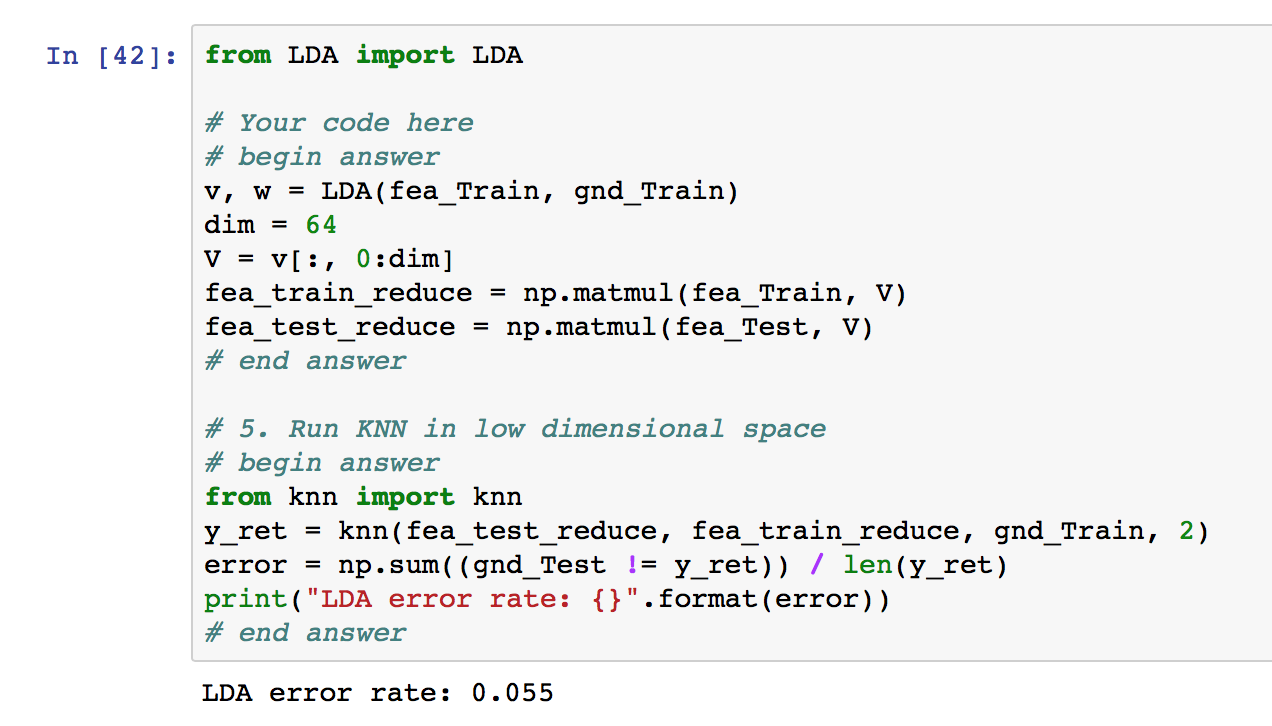 In [42]: from LDA import LDA
# Your code here
# begin answer
v, w = LDA(fea_Train, gnd_Train)
dim = 64
V = v[:, 0:dim]
fea_train_reduce = np.matmul(fea_Train, V)
fea_test_reduce = np.matmul(fea_Test, V)
# end answer
# 5. Run KNN in low dimensional space
# begin answer
from knn import knn
y_ret = knn(fea_test_reduce, fea_train_reduce, gnd_Train, 2)
error = np.sum((gnd_Test != y_ret)) / len(y_ret)
print("LDA error rate: {}".format(error))
# end answer
LDA error rate: 0.055